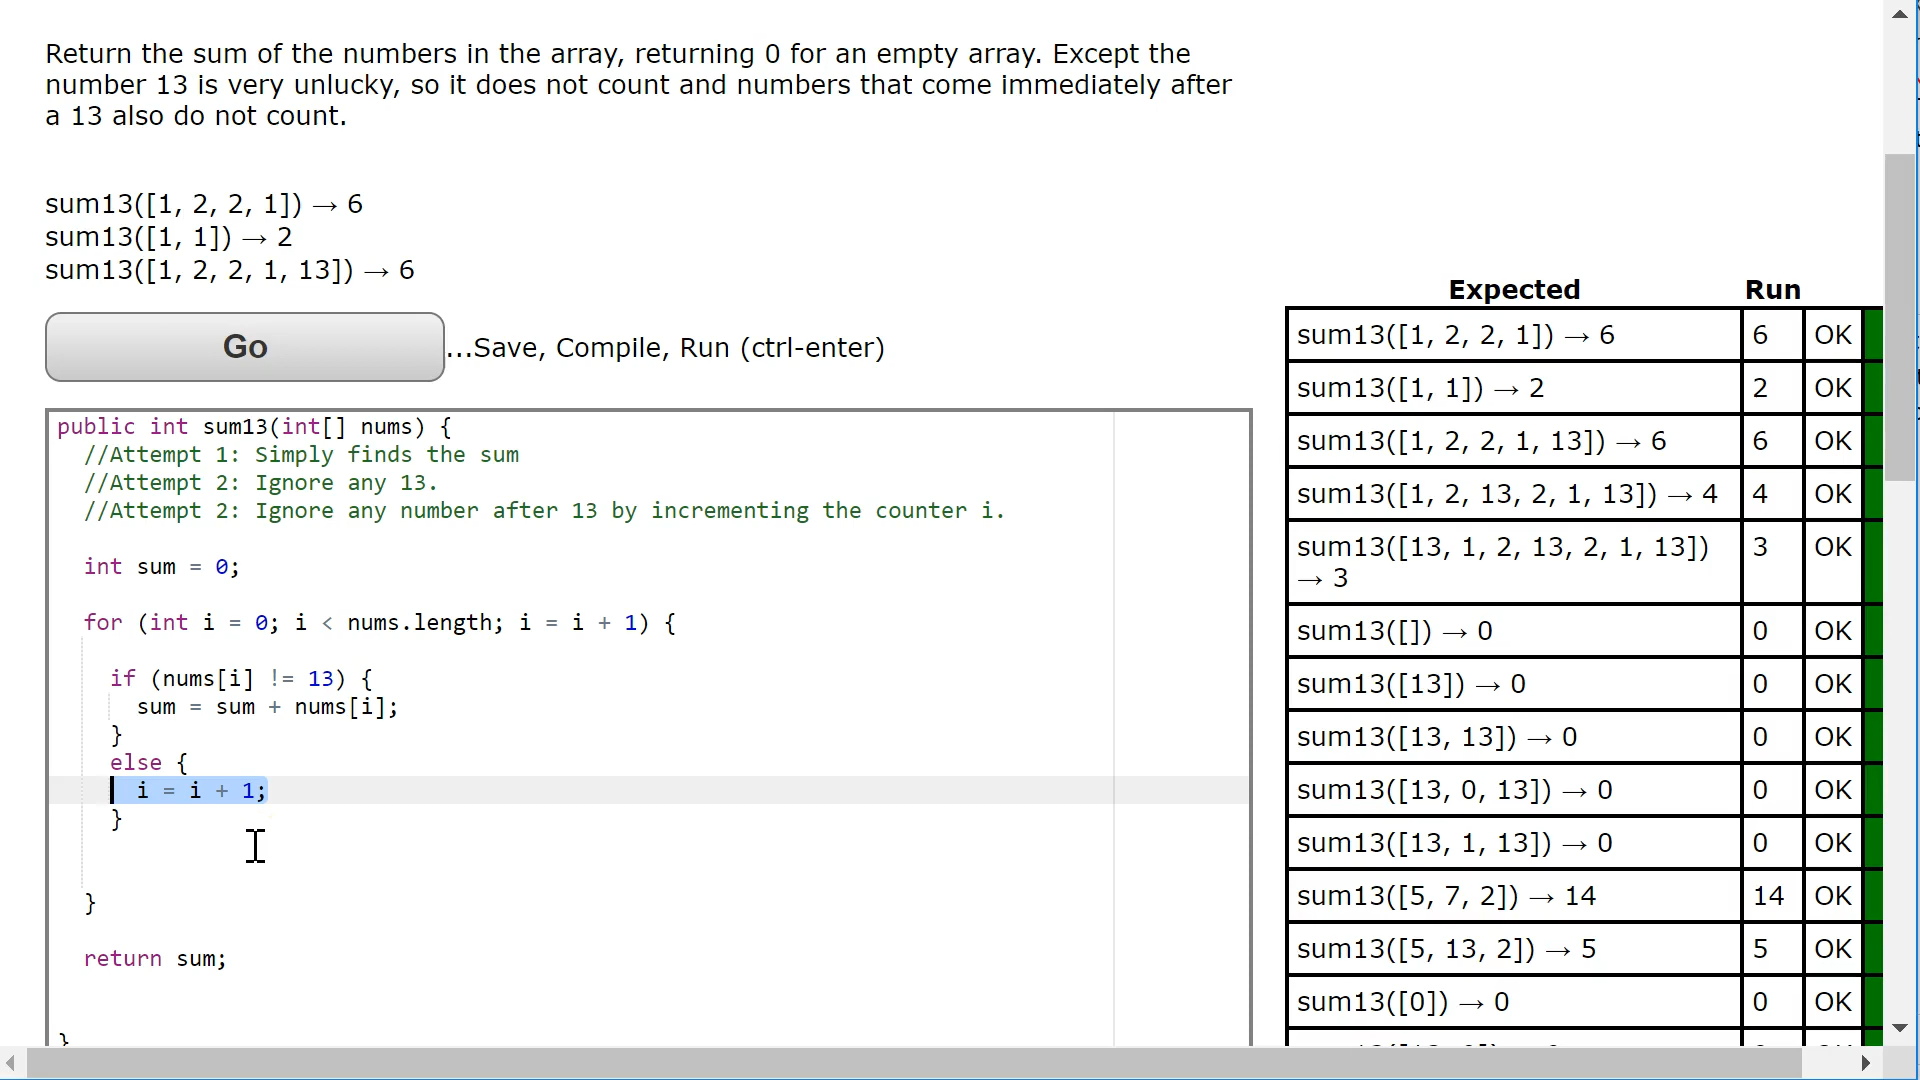 Return the sum of the numbers in the array, returning 0 for an empty array. Except the
number 13 is very unlucky, so it does not count and numbers that come immediately after
a 13 also do not count.
sum13([1, 2, 2, 1]) → 6
sum13([1, 1]) → 2
sum13([1, 2, 2, 1, 13]) → 6
Go
...Save, Compile, Run (ctrl-enter)
public int sum13(int[] nums) {
//Attempt 1: Simply finds the sum
//Attempt 2: Ignore any 13.
//Attempt 2: Ignore any number after 13 by incrementing the counter i.
int sum = 0;
for (int i = 0; i < nums.length; i = i + 1) {
if (nums[i] != 13) {
sum = sum + nums[i];
}
else {
i = i + 1;
}
}
return sum;
}
Expected Run
sum13([1, 2, 2, 1]) → 6 6 OK
sum13([1, 1]) → 2 2 OK
sum13([1, 2, 2, 1, 13]) → 6 6 OK
sum13([1, 2, 13, 2, 1, 13]) → 4 4 OK
sum13([13, 1, 2, 13, 2, 1, 13]) 3 OK
→ 3
sum13([]) → 0 0 OK
sum13([13]) → 0 0 OK
sum13([13, 13]) → 0 0 OK
sum13([13, 0, 13]) → 0 0 OK
sum13([13, 1, 13]) → 0 0 OK
sum13([5, 7, 2]) → 14 14 OK
sum13([5, 13, 2]) → 5 5 OK
sum13([0]) → 0 0 OK